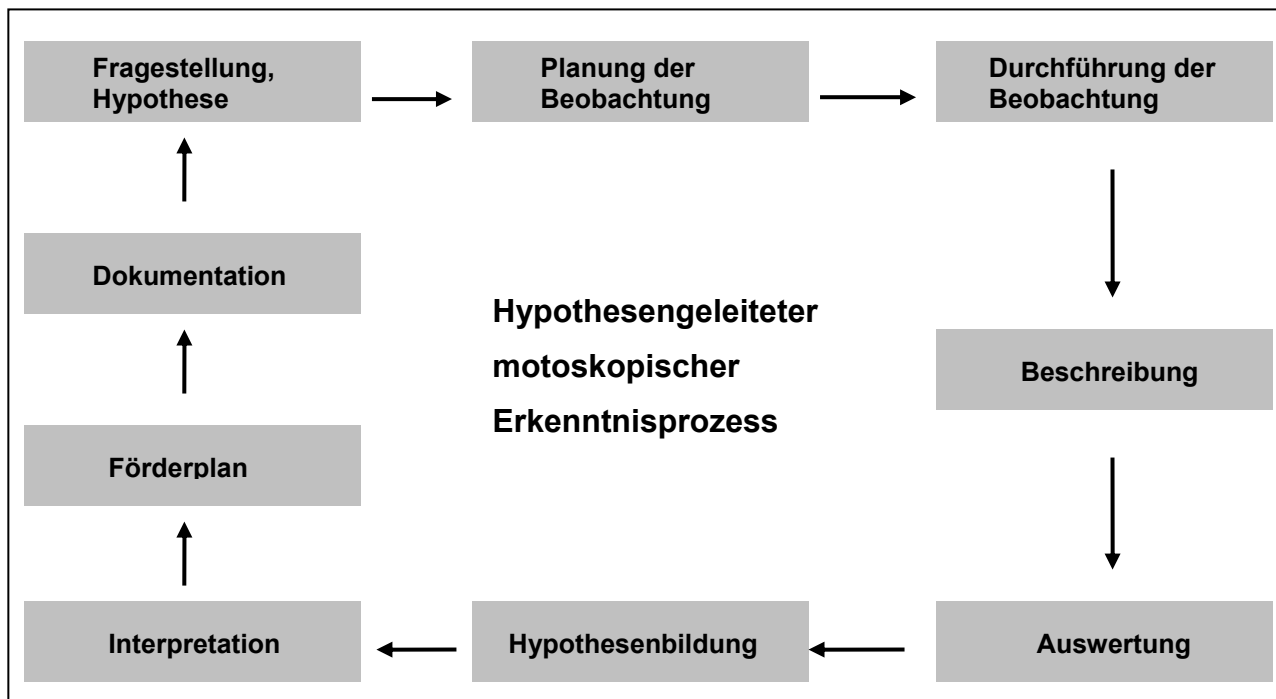 Fragestellung,
Hypothese
Planung der
Beobachtung
Durchführung der
Beobachtung
Dokumentation
Hypothesengeleiteter
motoskopischer
Erkenntnisprozess
Beschreibung
Förderplan
Interpretation
Hypothesenbildung
Auswertung